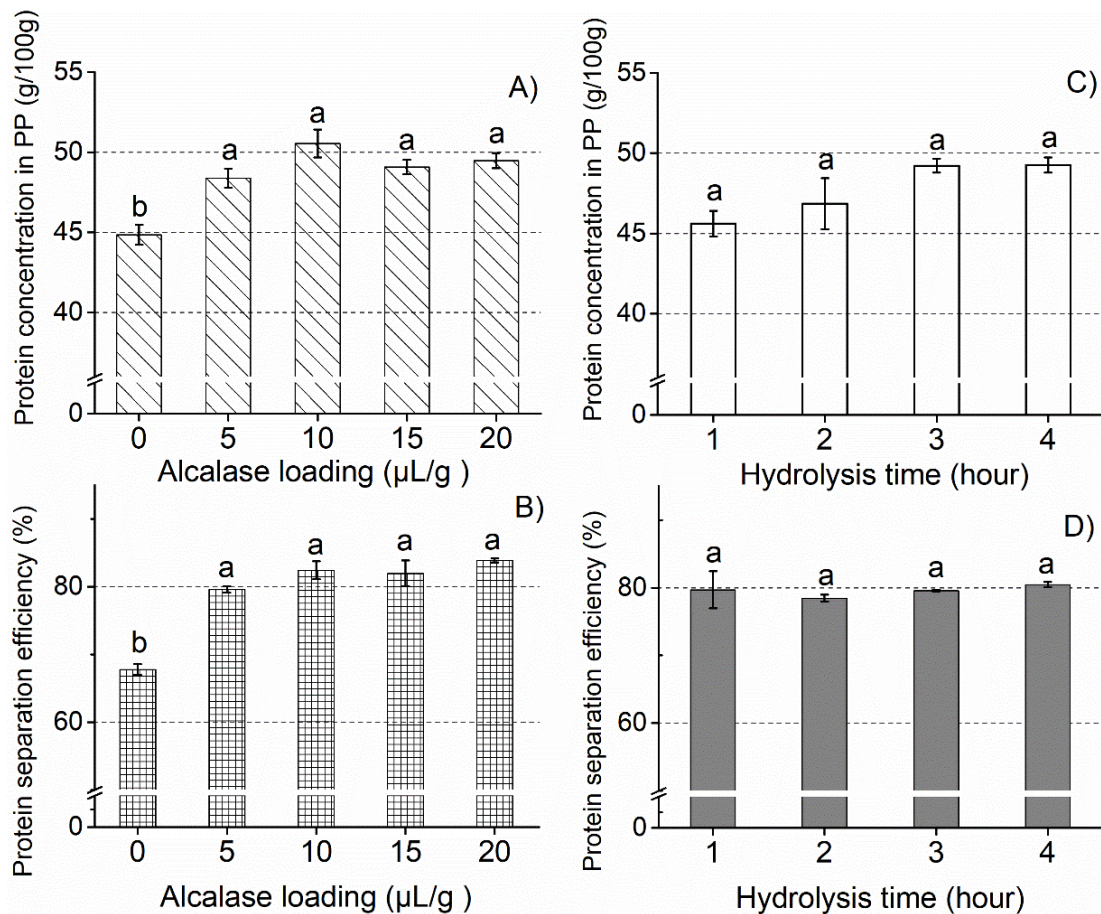 Protein concentration in PP (g/100g)
55
50
45
40
0
A)
b
a
a
a
a
0 5 10 15 20
Alcalase loading (µL/g )
Protein concentration in PP (g/100g)
55
50
45
40
0
C)
a
a
a
a
1 2 3 4
Hydrolysis time (hour)
Protein separation efficiency (%)
80
60
0
B)
b
a
a
a
a
0 5 10 15 20
Alcalase loading (µL/g )
Protein separation efficiency (%)
80
60
0
D)
a
a
a
a
1 2 3 4
Hydrolysis time (hour)